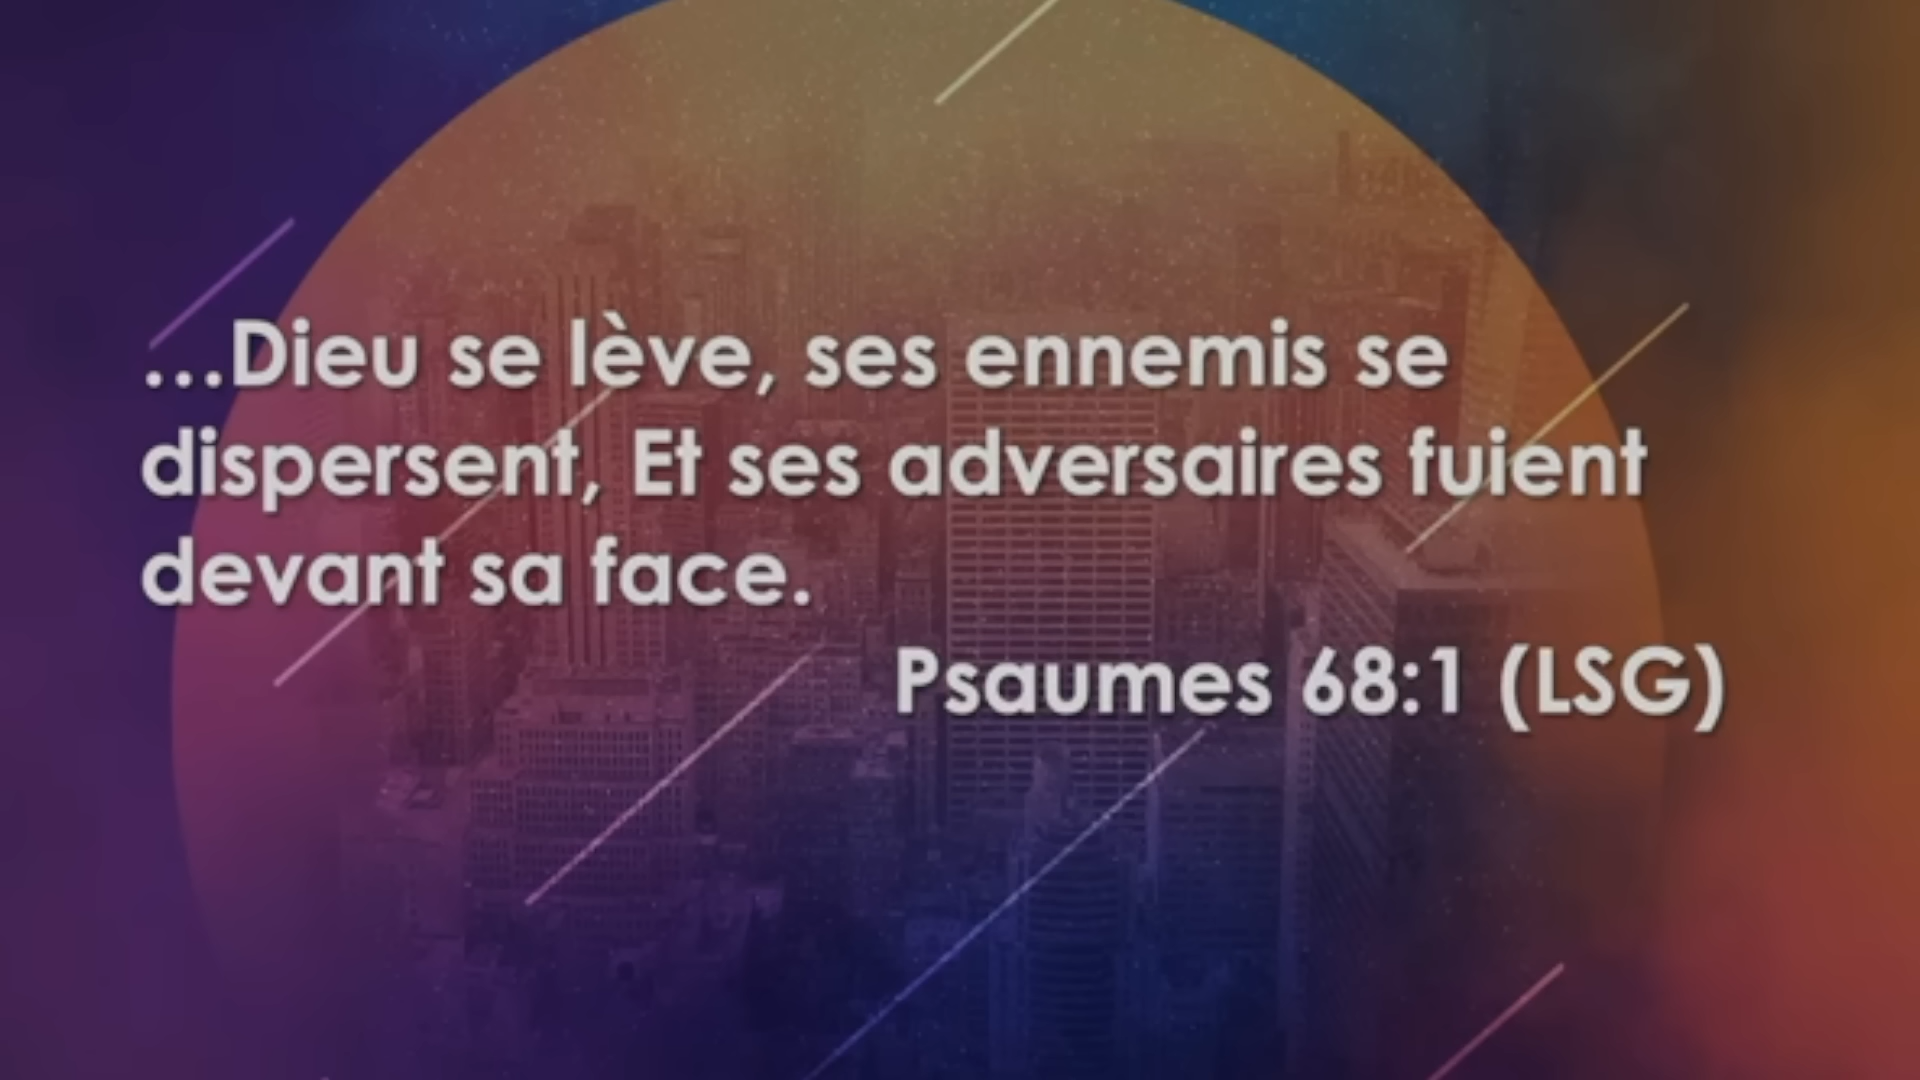 ...Dieu se lève, ses ennemis se
dispersent, Et ses adversaires fuient
devant sa face.
Psaumes 68:1 (LSG)